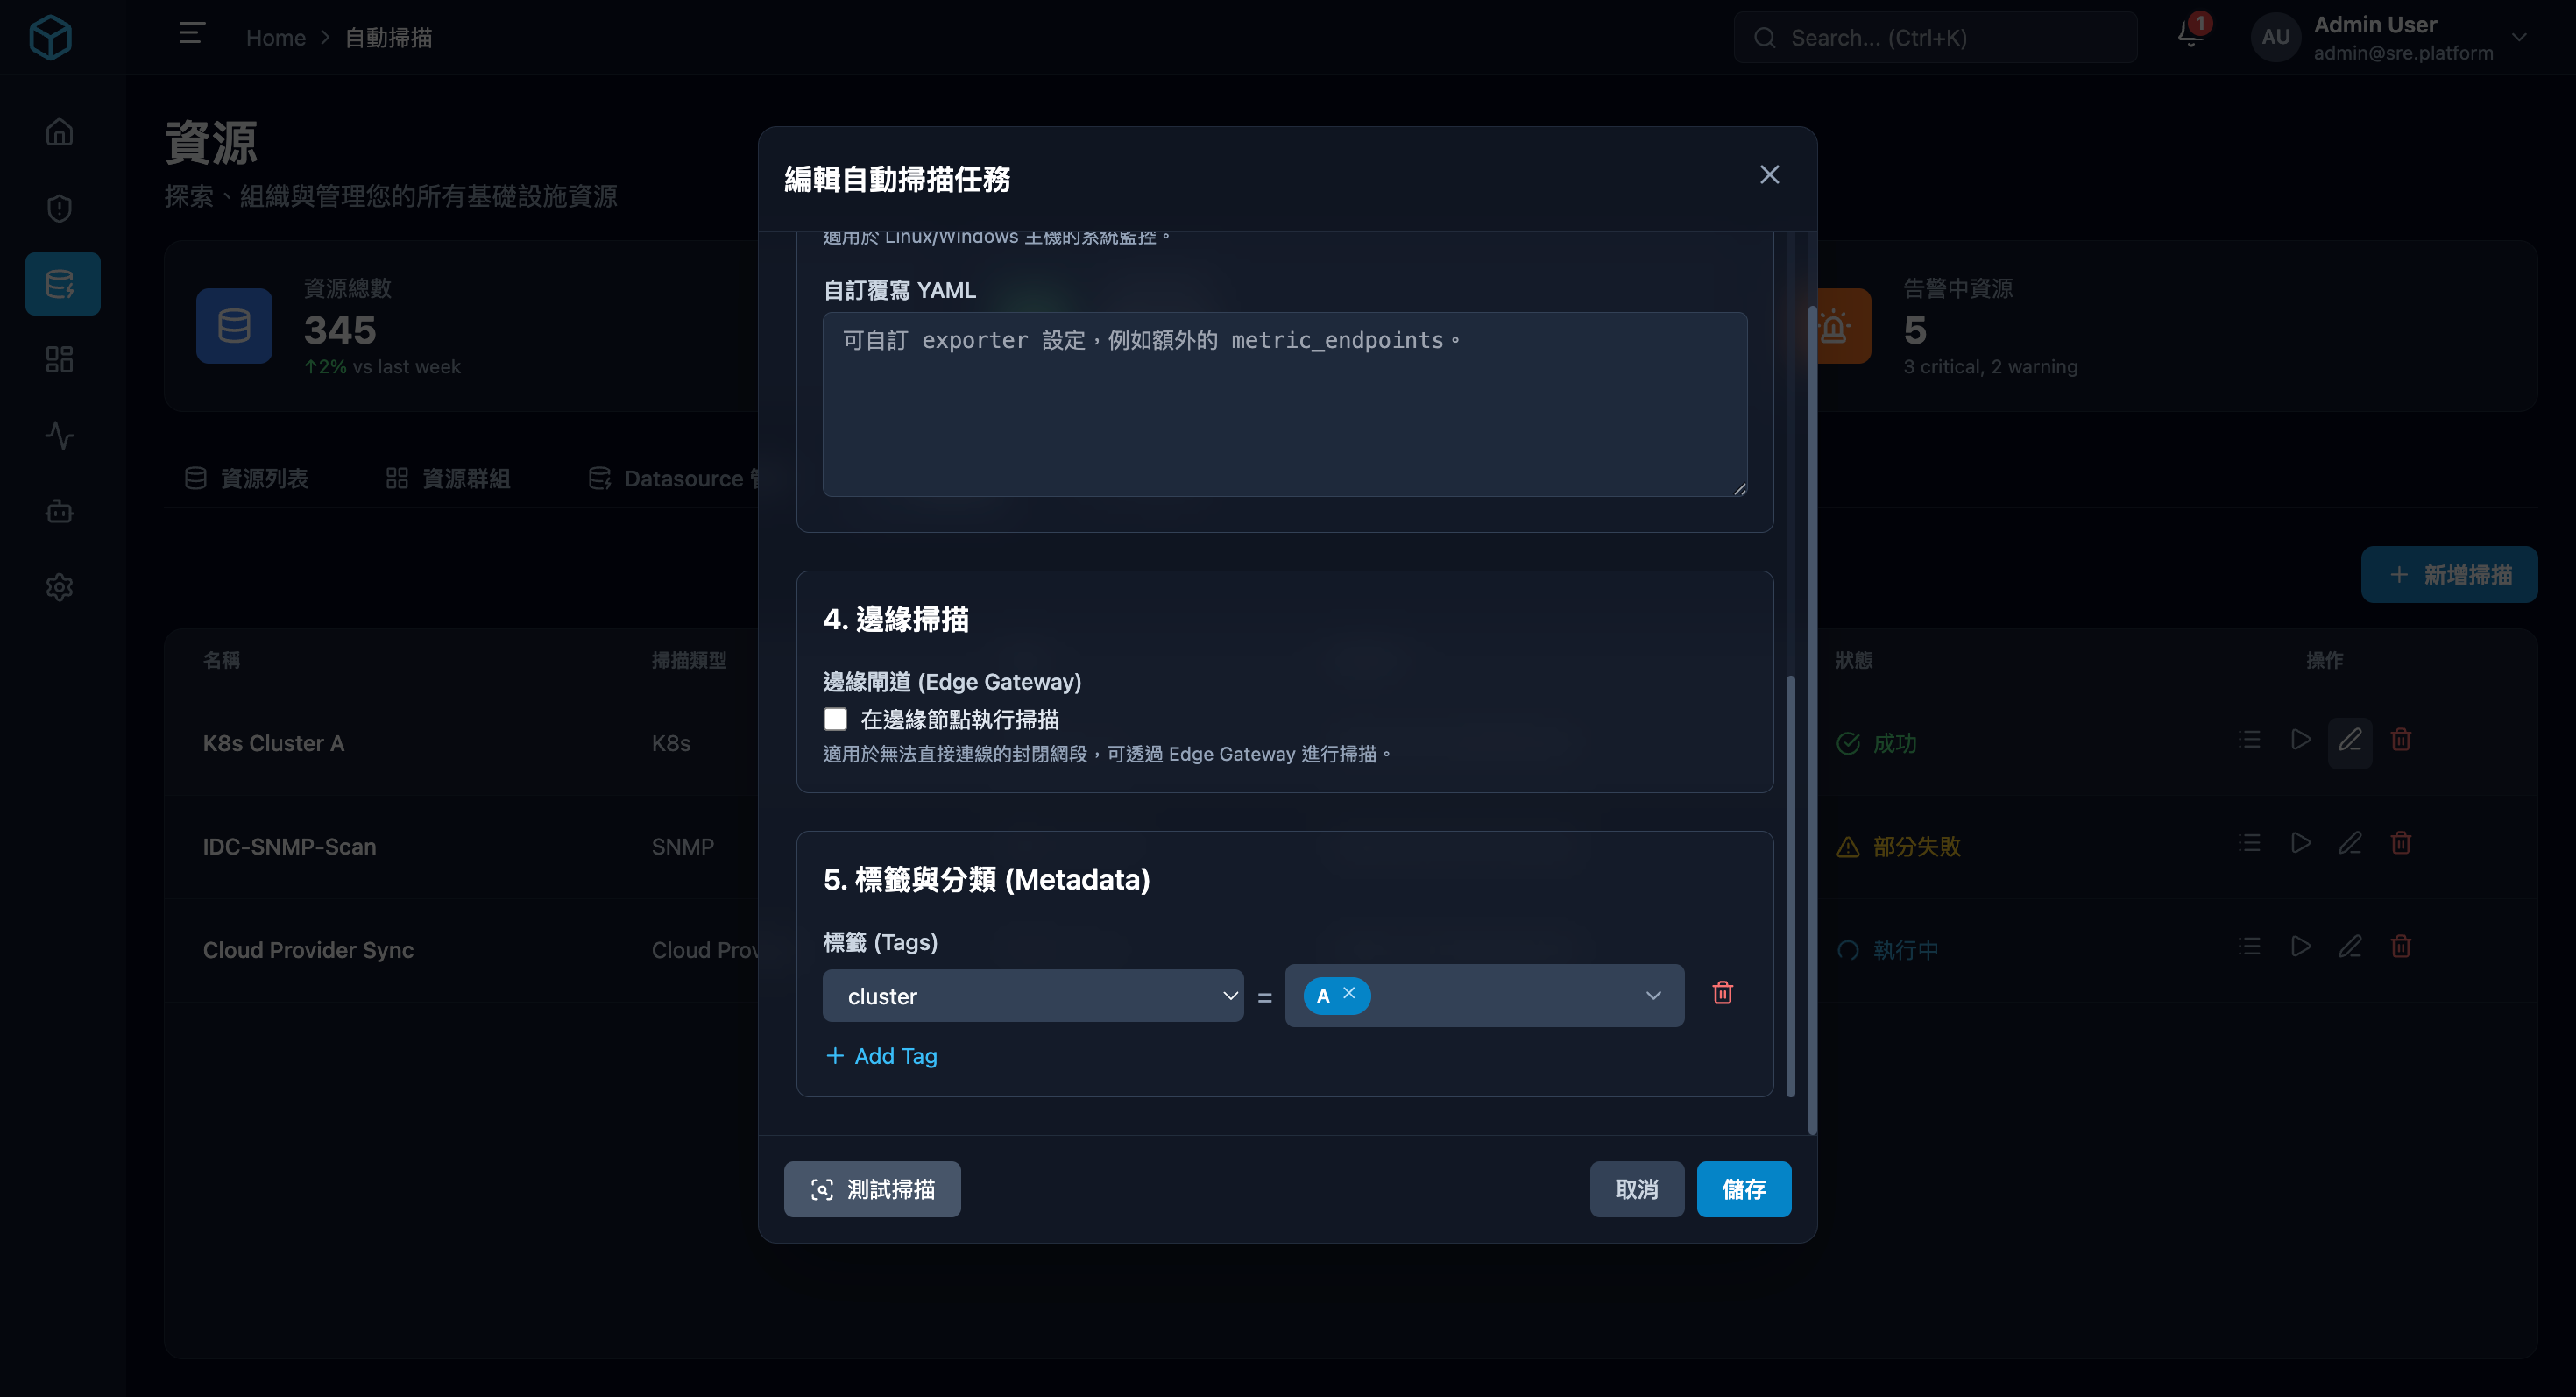 Home > 自動掃描
Search... (Ctrl+K)
1
AU
Admin User
admin@sre.platform
資源
探索、組織與管理您的所有基礎設施資源
資源總數
345
↑2% vs last week
告警中資源
5
3 critical, 2 warning
資源列表
資源群組
Datasource
新增掃描
名稱
掃描類型
狀態
操作
K8s Cluster A
K8s
成功
IDC-SNMP-Scan
SNMP
部分失敗
Cloud Provider Sync
Cloud Prov
執行中
編輯自動掃描任務
適用於 Linux/Windows 主機的系統監控。
自訂覆寫 YAML
可自訂 exporter 設定，例如額外的 metric_endpoints。
4. 邊緣掃描
邊緣閘道 (Edge Gateway)
在邊緣節點執行掃描
適用於無法直接連線的封閉網段，可透過 Edge Gateway 進行掃描。
5. 標籤與分類 (Metadata)
標籤 (Tags)
cluster = A
+ Add Tag
測試掃描
取消
儲存